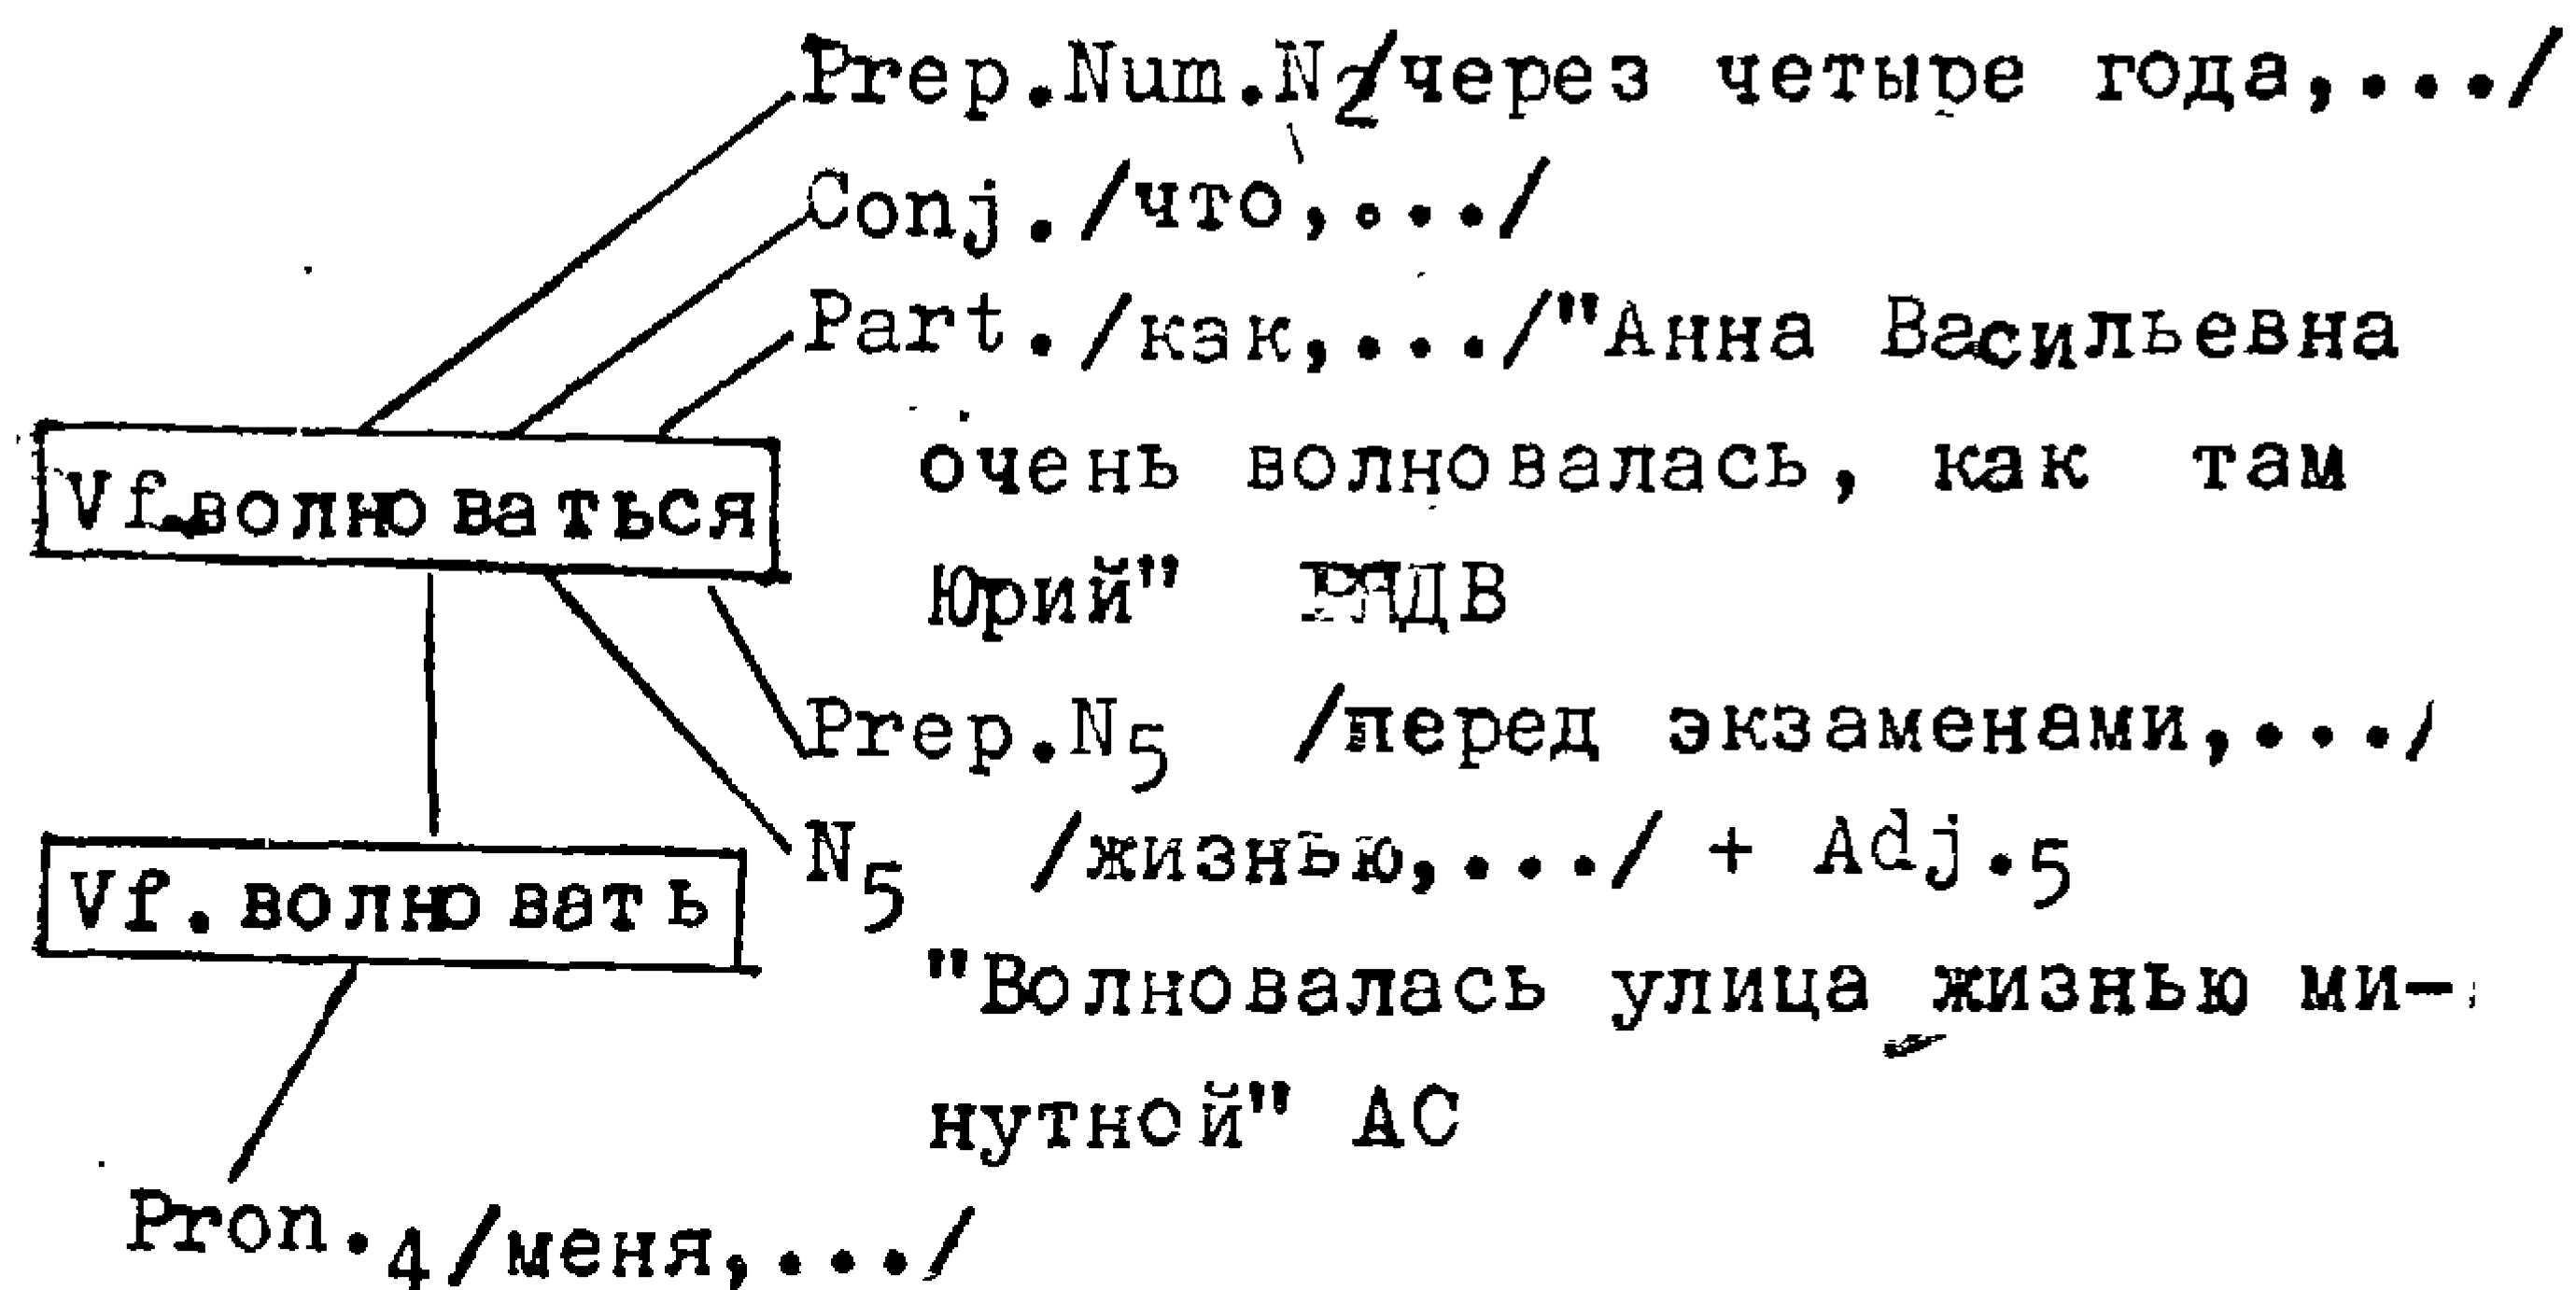 Prep.Num.N2/через четыре года,.../
Conj./что,.../
Part./как,.../"Анна Васильевна
Vf.волноваться
очень волновалась, как там
Юрий"
Prep.N5 /перед экзаменами,.../
N5 /жизнью,.../ + Adj.5
Vf.волновать
"Волновалась улица жизнью ми-
нутной" АС
Pron.4/меня,.../